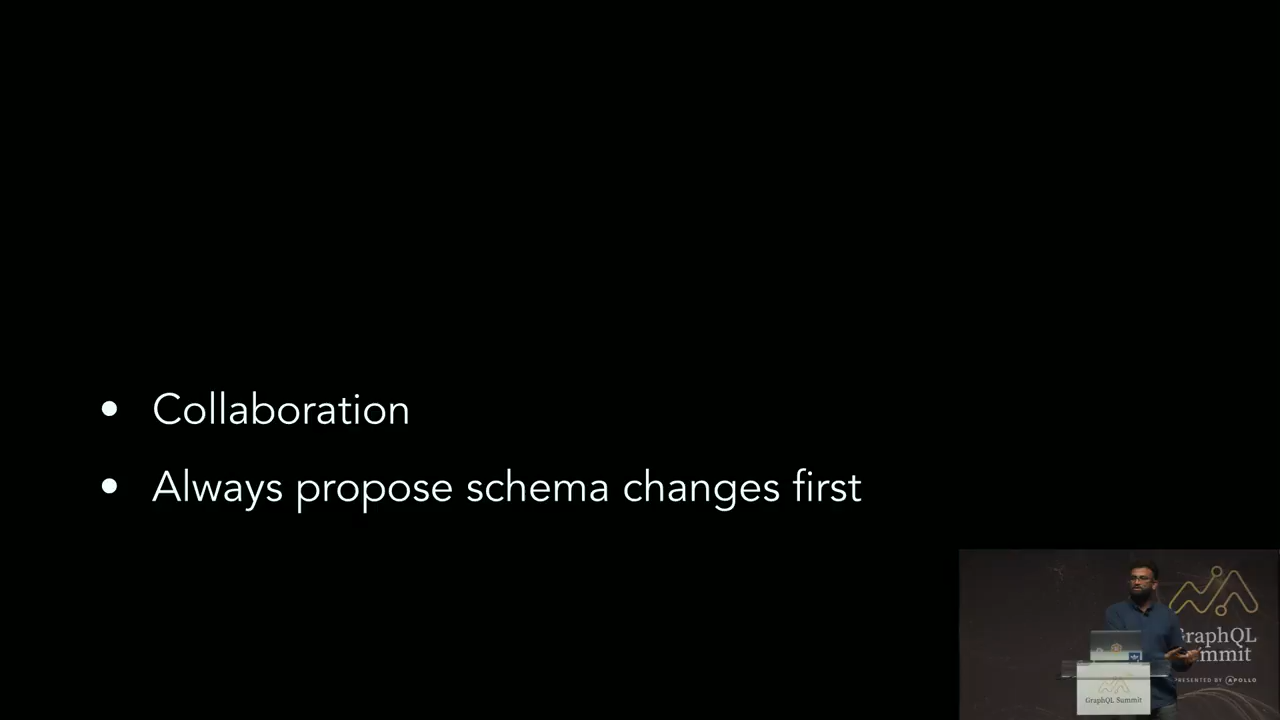 Collaboration
Always propose schema changes first
GraphQL
Summit
PRESENTED BY APOLLO
GraphQL Summit